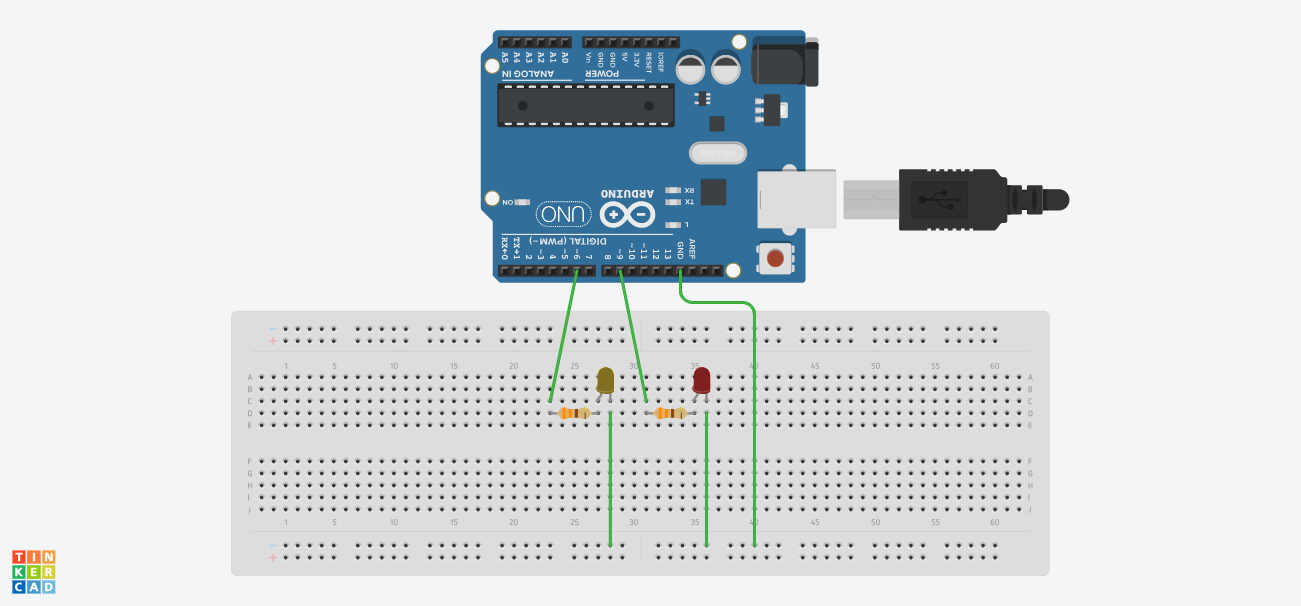 A5 A4 A3 A2 A1 A0 Vin GND GND 5V 3.3V RESET IOREF
ANALOG IN POWER
RX
TX
ARDUINO
UNO
ON
L
DIGITAL (PWM~)
RX←0 TX→1 2 ~3 4 ~5 ~6 7 8 ~9 ~10 ~11 12 13 GND AREF
− +
1 5 10 15 20 25 30 35 40 45 50 55 60
A A
B B
C C
D D
E E
F F
G G
H H
I I
J J
1 5 10 15 20 25 30 35 40 45 50 55 60
− +
TIN
KER
CAD